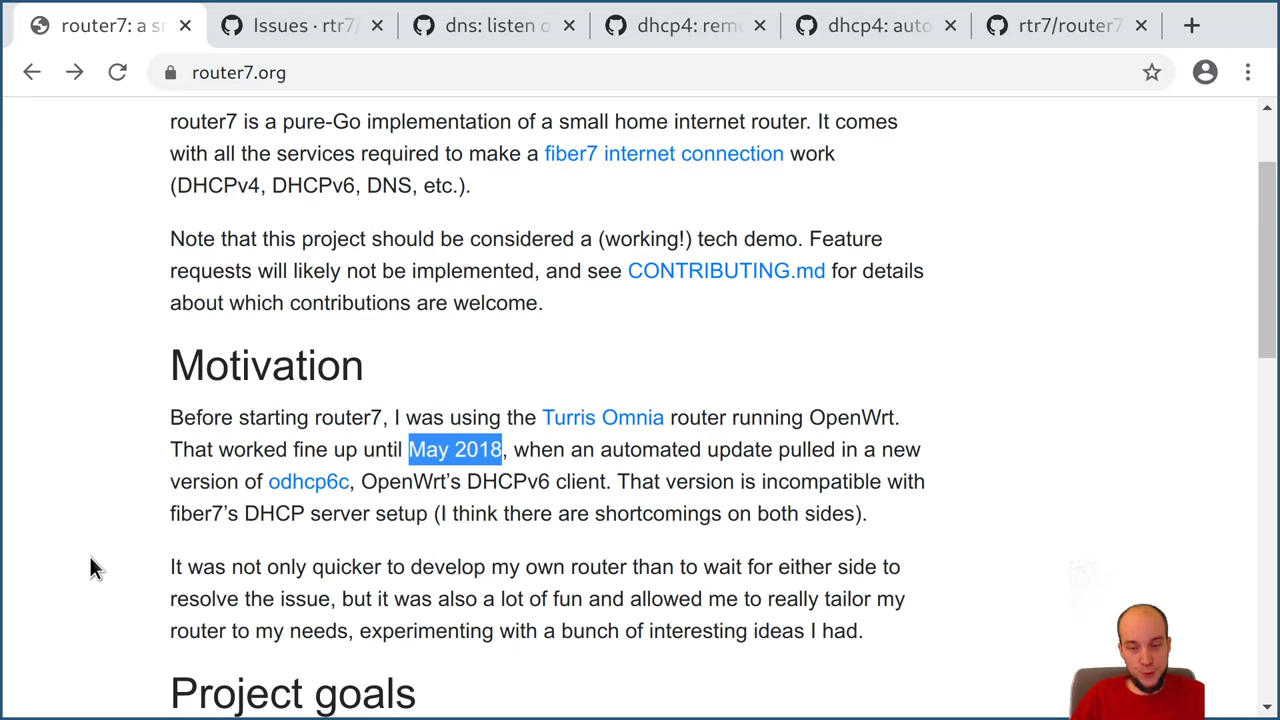 router7: a sr
Issues · rtr7/
dns: listen o
dhcp4: rem
dhcp4: auto
rtr7/router7
router7.org
router7 is a pure-Go implementation of a small home internet router. It comes
with all the services required to make a fiber7 internet connection work
(DHCPv4, DHCPv6, DNS, etc.).
Note that this project should be considered a (working!) tech demo. Feature
requests will likely not be implemented, and see CONTRIBUTING.md for details
about which contributions are welcome.
Motivation
Before starting router7, I was using the Turris Omnia router running OpenWrt.
That worked fine up until May 2018, when an automated update pulled in a new
version of odhcp6c, OpenWrt’s DHCPv6 client. That version is incompatible with
fiber7’s DHCP server setup (I think there are shortcomings on both sides).
It was not only quicker to develop my own router than to wait for either side to
resolve the issue, but it was also a lot of fun and allowed me to really tailor my
router to my needs, experimenting with a bunch of interesting ideas I had.
Project goals